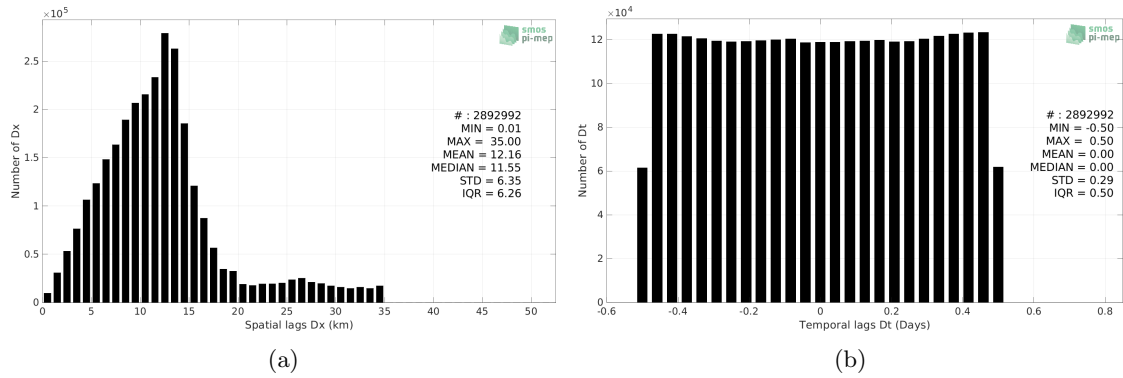 ×10⁵
smos
pi-mep
2.5
2
1.5
1
0.5
0
Number of Dx
# : 2892992
MIN = 0.01
MAX = 35.00
MEAN = 12.16
MEDIAN = 11.55
STD = 6.35
IQR = 6.26
0 5 10 15 20 25 30 35 40 45 50
Spatial lags Dx (km)
(a)
×10⁴
smos
pi-mep
12
10
8
6
4
2
0
Number of Dt
# : 2892992
MIN = -0.50
MAX = 0.50
MEAN = 0.00
MEDIAN = 0.00
STD = 0.29
IQR = 0.50
-0.6 -0.4 -0.2 0 0.2 0.4 0.6 0.8
Temporal lags Dt (Days)
(b)